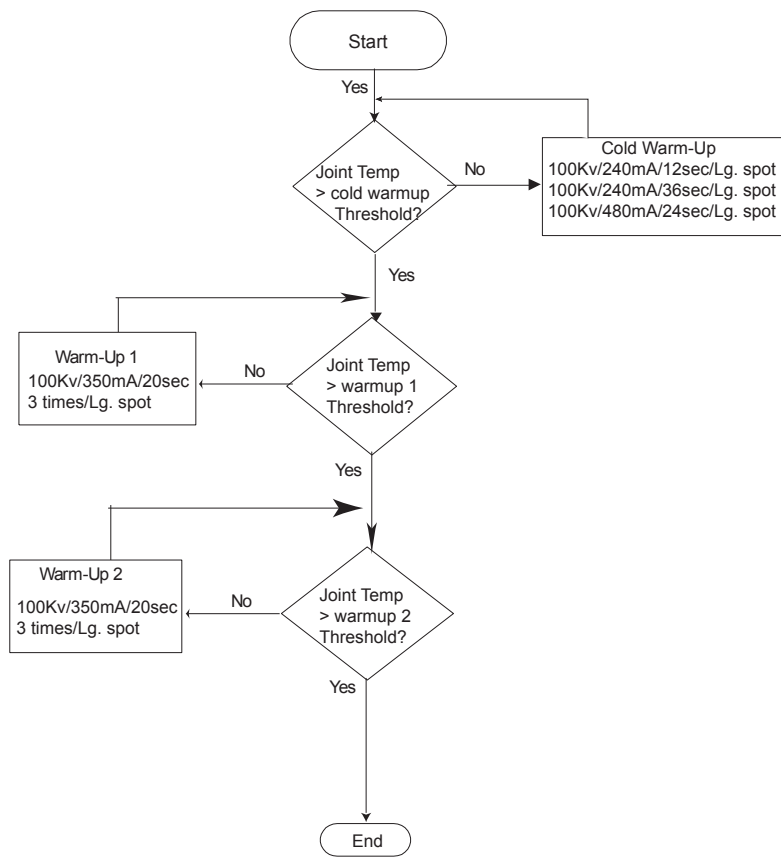 Start
Yes
Joint Temp
> cold warmup
Threshold?
No
Cold Warm-Up
100Kv/240mA/12sec/Lg. spot
100Kv/240mA/36sec/Lg. spot
100Kv/480mA/24sec/Lg. spot
Yes
Joint Temp
> warmup 1
Threshold?
No
Warm-Up 1
100Kv/350mA/20sec
3 times/Lg. spot
Yes
Joint Temp
> warmup 2
Threshold?
No
Warm-Up 2
100Kv/350mA/20sec
3 times/Lg. spot
Yes
End